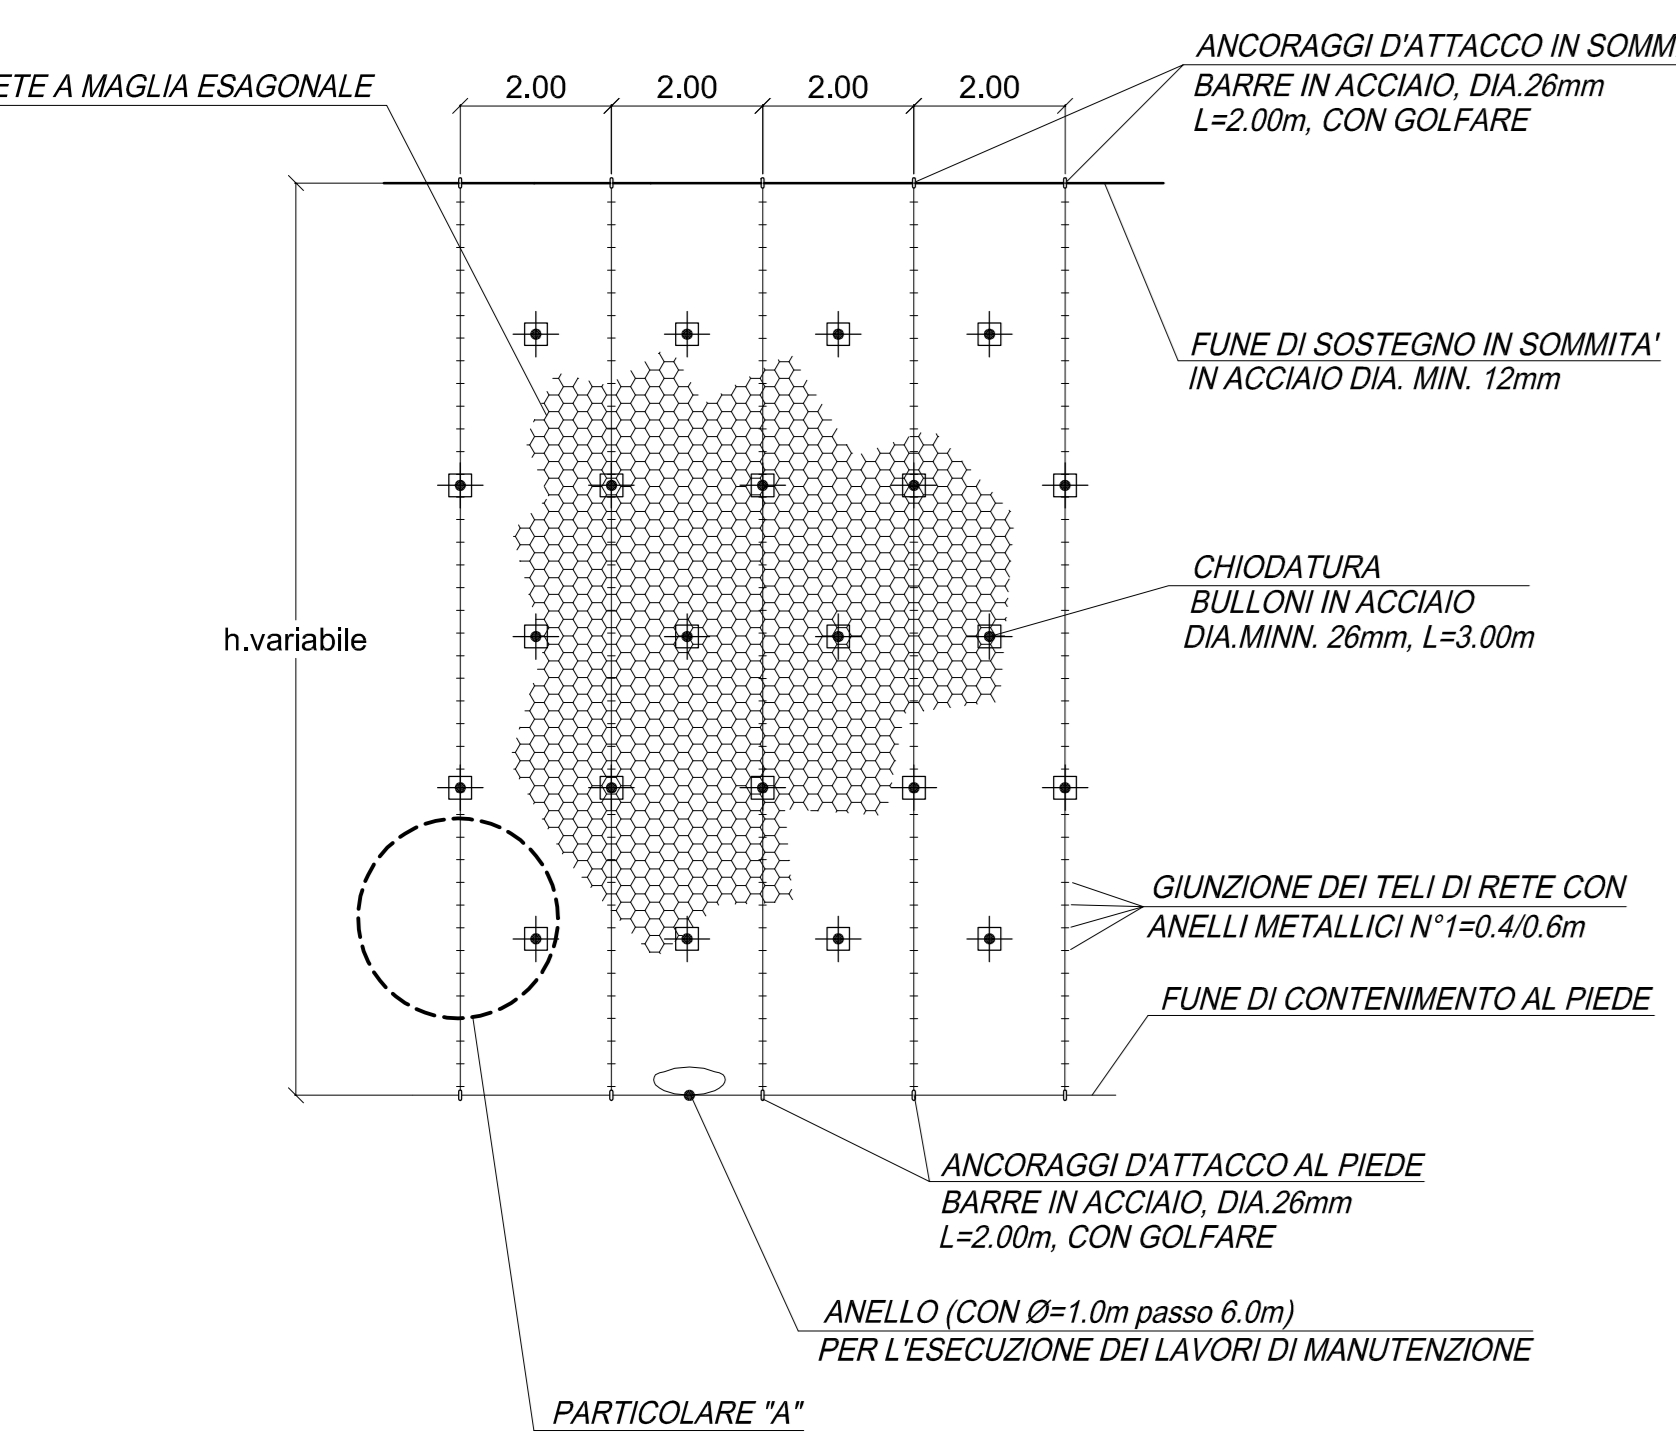 ANCORAGGI D'ATTACCO IN SOMM
BARRE IN ACCIAIO, DIA.26mm
L=2.00m, CON GOLFARE
ETE A MAGLIA ESAGONALE
2.00 2.00 2.00 2.00
FUNE DI SOSTEGNO IN SOMMITA'
IN ACCIAIO DIA. MIN. 12mm
CHIODATURA
BULLONI IN ACCIAIO
DIA.MINN. 26mm, L=3.00m
h.variabile
GIUNZIONE DEI TELI DI RETE CON
ANELLI METALLICI N°1=0.4/0.6m
FUNE DI CONTENIMENTO AL PIEDE
ANCORAGGI D'ATTACCO AL PIEDE
BARRE IN ACCIAIO, DIA.26mm
L=2.00m, CON GOLFARE
ANELLO (CON Ø=1.0m passo 6.0m)
PER L'ESECUZIONE DEI LAVORI DI MANUTENZIONE
PARTICOLARE "A"